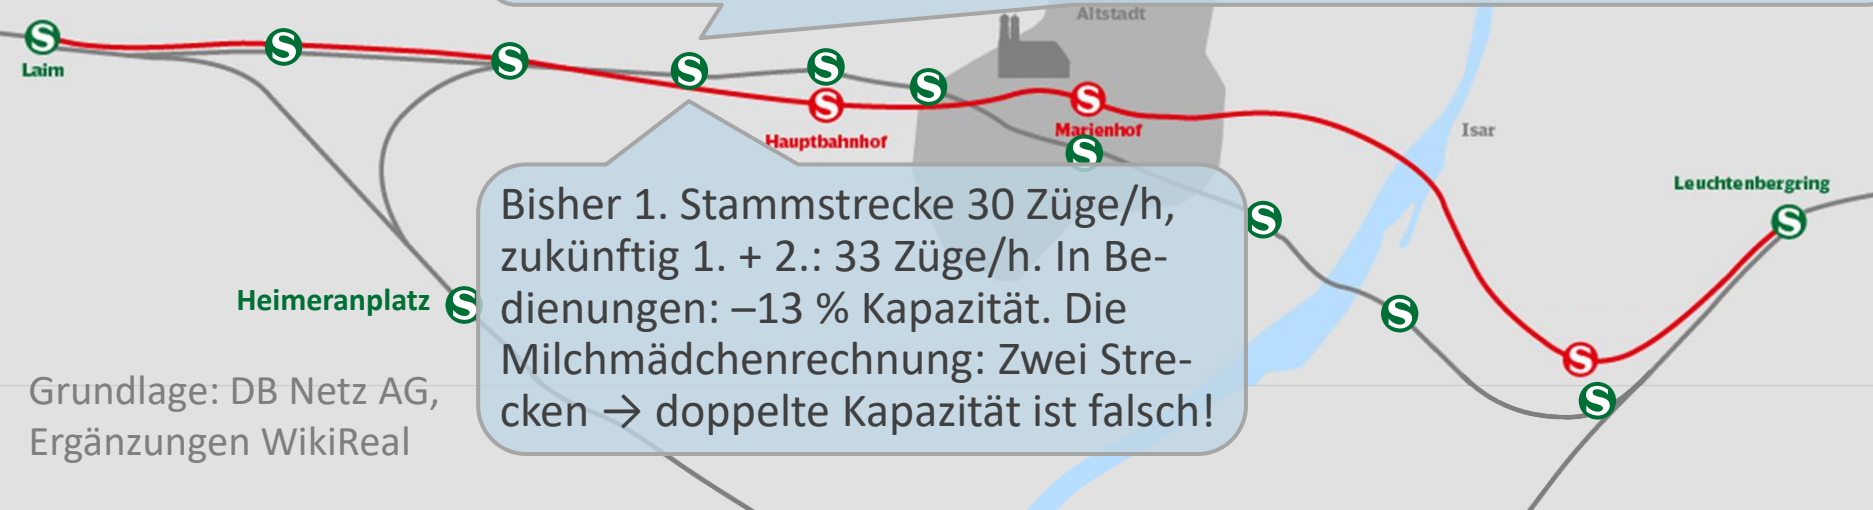 Altstadt
S
S
S
S
S
S
Laim
S
S
Hauptbahnhof
Marienhof
Isar
S
Leuchtenbergring
Bisher 1. Stammstrecke 30 Züge/h,
zukünftig 1. + 2.: 33 Züge/h. In Be-
dienungen: –13 % Kapazität. Die
Milchmädchenrechnung: Zwei Stre-
cken → doppelte Kapazität ist falsch!
S
S
Heimeranplatz S
S
S
S
Grundlage: DB Netz AG,
Ergänzungen WikiReal